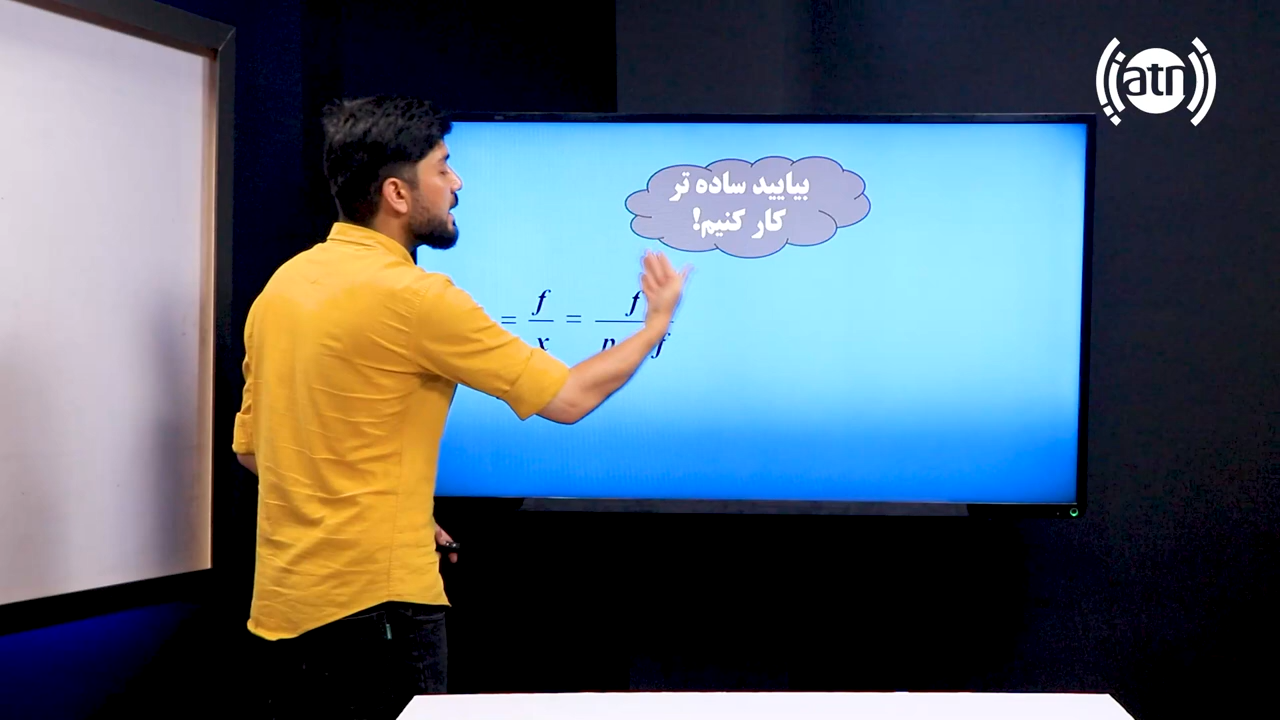 atn
بیایید ساده تر
کار کنیم!
= f/x = f